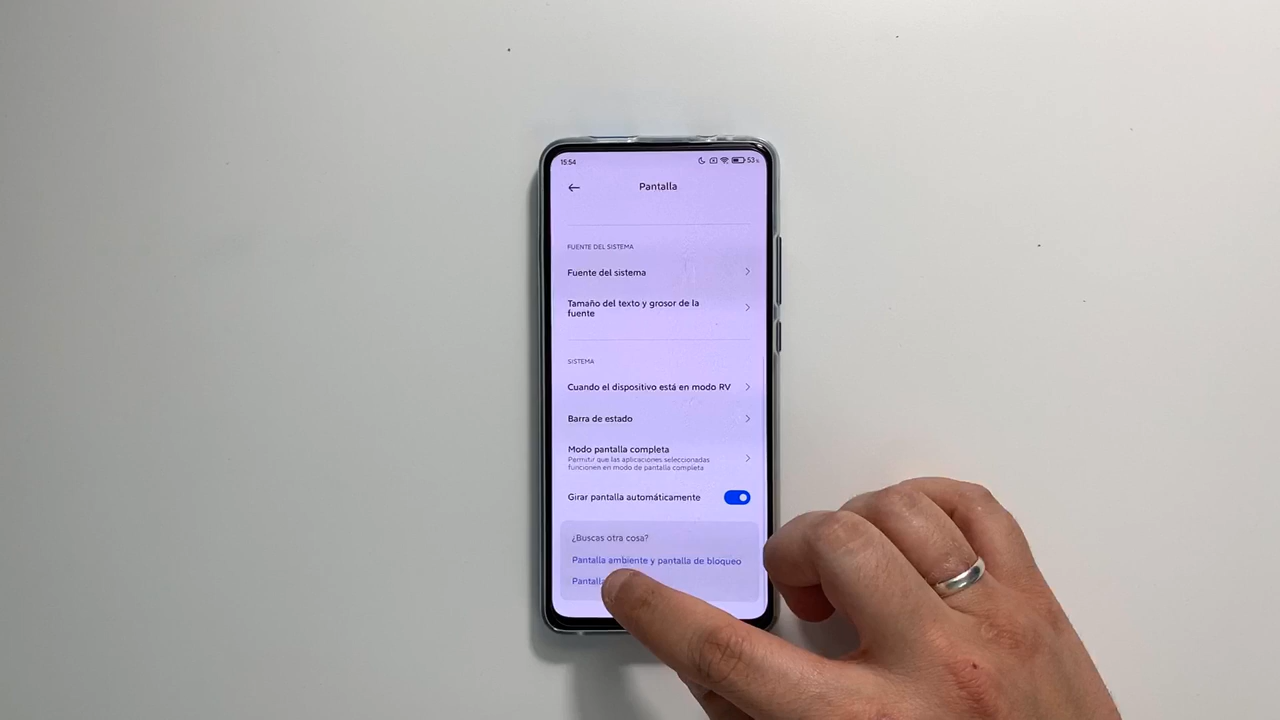 15:54
53%
Pantalla
FUENTE DEL SISTEMA
Fuente del sistema
Tamaño del texto y grosor de la
fuente
SISTEMA
Cuando el dispositivo está en modo RV
Barra de estado
Modo pantalla completa
Permitir que las aplicaciones seleccionadas
funcionen en modo de pantalla completa
Girar pantalla automáticamente
¿Buscas otra cosa?
Pantalla ambiente y pantalla de bloqueo
Pantalla